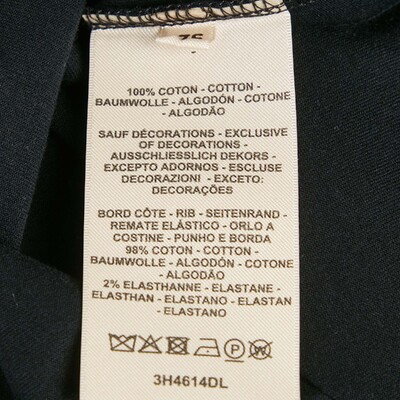 100% COTON - COTTON -
BAUMWOLLE - ALGODÓN - COTONE
- ALGODÃO
SAUF DÉCORATIONS - EXCLUSIVE
OF DECORATIONS -
AUSSCHLIESSLICH DEKORS -
EXCEPTO ADORNOS - ESCLUSE
DECORAZIONI - EXCETO:
DECORAÇÕES
BORD CÔTE - RIB - SEITENRAND -
REMATE ELÁSTICO - ORLO A
COSTINE - PUNHO E BORDA
98% COTON - COTTON -
BAUMWOLLE - ALGODÓN - COTONE
- ALGODÃO
2% ELASTHANNE - ELASTANE -
ELASTHAN - ELASTANO - ELASTAN
- ELASTANO
3H4614DL